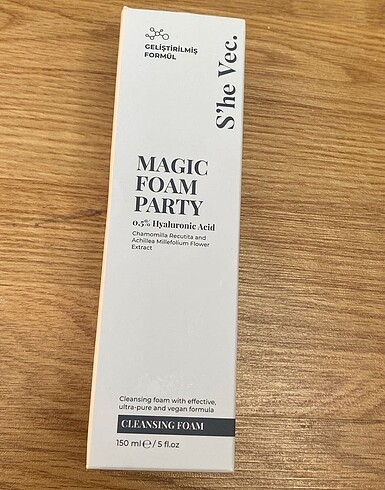 GELİŞTİRİLMİŞ
FORMÜL
S'he Vec.
MAGIC
FOAM
PARTY
0,5% Hyaluronic Acid
Chamomilla Recutita and
Achillea Millefolium Flower
Extract
Cleansing foam with effective,
ultra-pure and vegan formula
CLEANSING FOAM
150 ml ℮ / 5 fl.oz